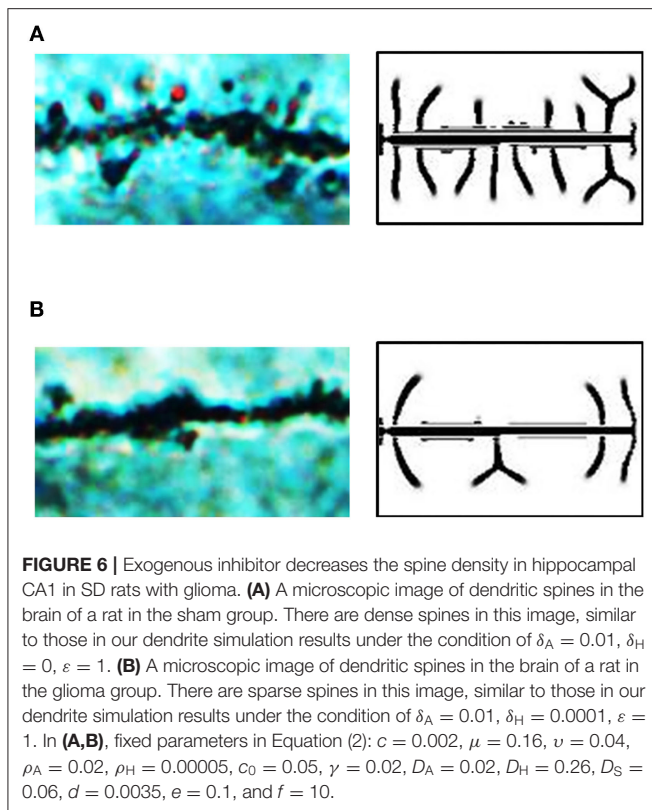 A
B
FIGURE 6 | Exogenous inhibitor decreases the spine density in hippocampal
CA1 in SD rats with glioma. (A) A microscopic image of dendritic spines in the
brain of a rat in the sham group. There are dense spines in this image, similar
to those in our dendrite simulation results under the condition of δA = 0.01, δH
= 0, ε = 1. (B) A microscopic image of dendritic spines in the brain of a rat in
the glioma group. There are sparse spines in this image, similar to those in our
dendrite simulation results under the condition of δA = 0.01, δH = 0.0001, ε =
1. In (A,B), fixed parameters in Equation (2): c = 0.002, μ = 0.16, υ = 0.04,
ρA = 0.02, ρH = 0.00005, c0 = 0.05, γ = 0.02, DA = 0.02, DH = 0.26, DS =
0.06, d = 0.0035, e = 0.1, and f = 10.